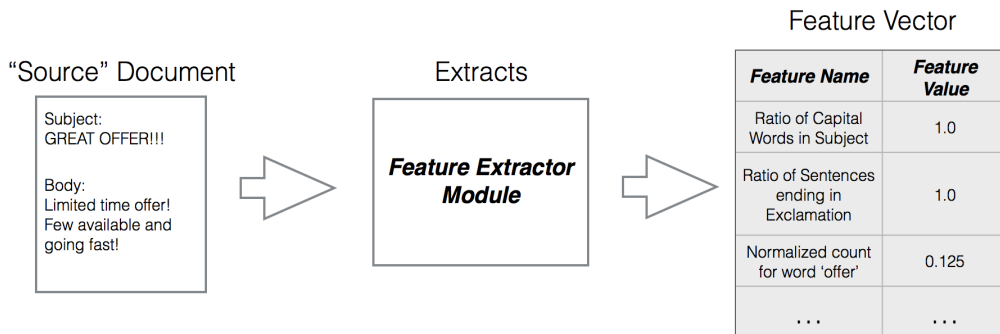 Feature Vector
“Source” Document
Extracts
Subject:
GREAT OFFER!!!
Body:
Limited time offer!
Few available and
going fast!
Feature Extractor
Module
Feature Name
Feature
Value
Ratio of Capital
Words in Subject
1.0
Ratio of Sentences
ending in
Exclamation
1.0
Normalized count
for word ‘offer’
0.125
...
...